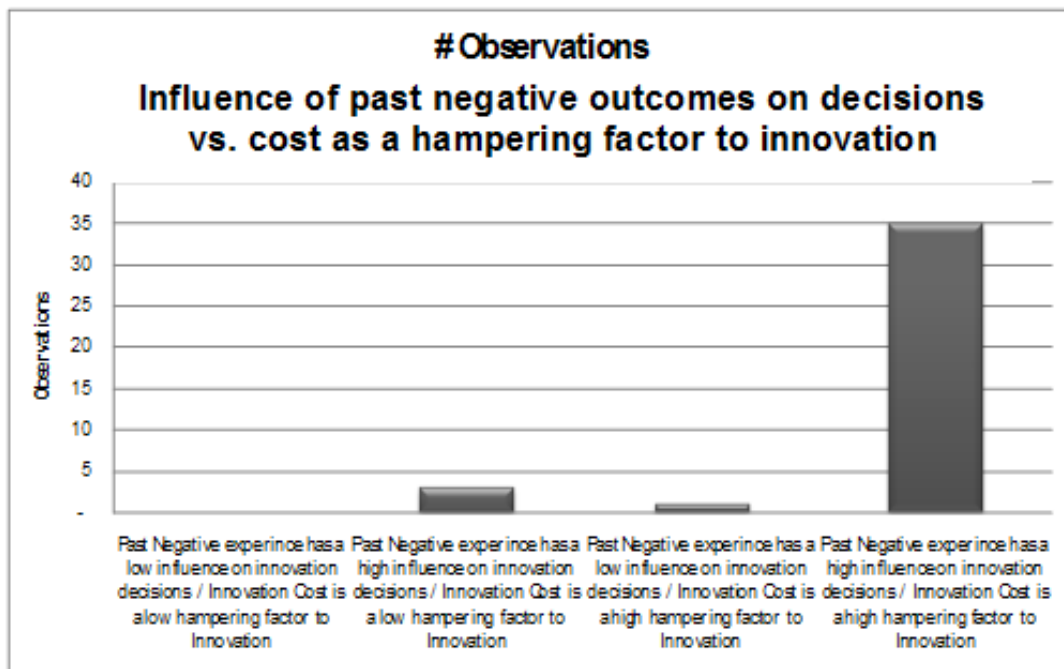 # Observations
Influence of past negative outcomes on decisions
vs. cost as a hampering factor to innovation
40
35
30
25
20
15
10
5
-
Observations
Past Negative experince has a
low influence on innovation
decisions / Innovation Cost is
a low hampering factor to
Innovation
Past Negative experince has a
high influence on innovation
decisions / Innovation Cost is
a low hampering factor to
Innovation
Past Negative experince has a
low influence on innovation
decisions / Innovation Cost is
a high hampering factor to
Innovation
Past Negative experince has a
high influence on innovation
decisions / Innovation Cost is
a high hampering factor to
Innovation